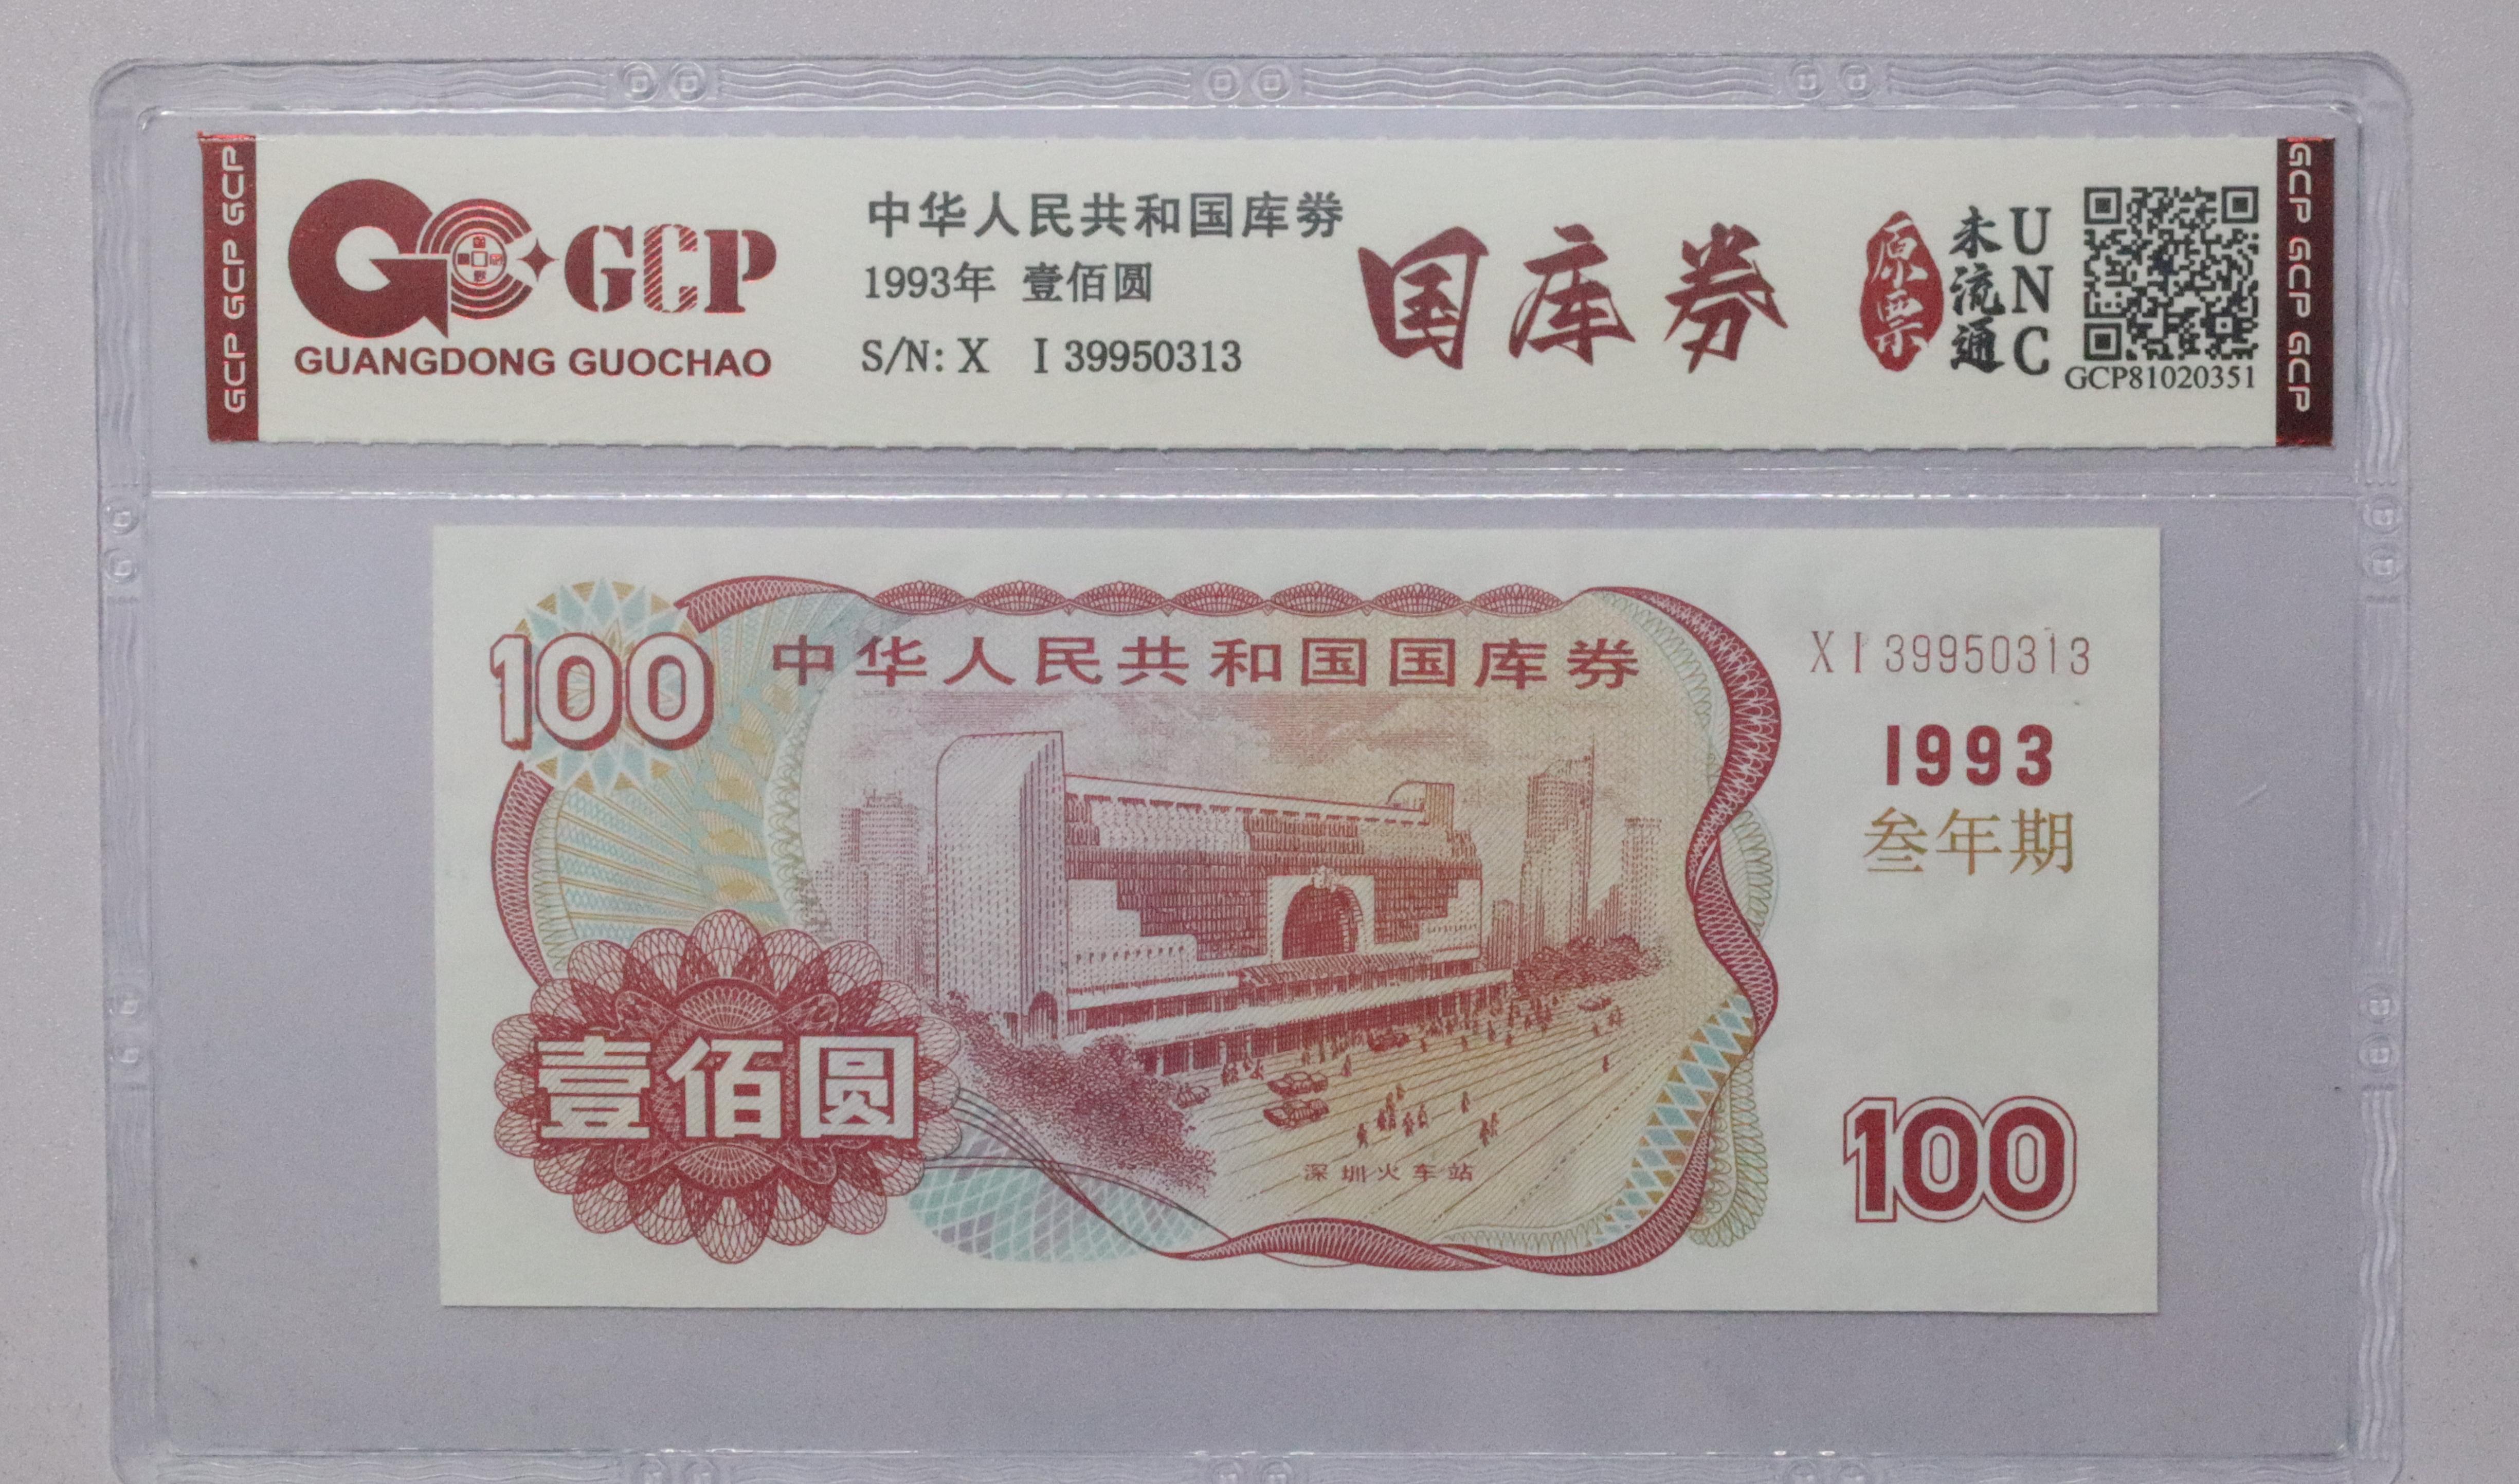 GCP GCP GCP
GCP
GUANGDONG GUOCHAO
中华人民共和国库券
1993年 壹佰圆
S/N: X I 39950313
国库券
原票
未流通
UNC
GCP81020351
GCP GCP GCP
100
中华人民共和国国库券
X I 39950313
1993
叁年期
壹佰圆
深圳火车站
100